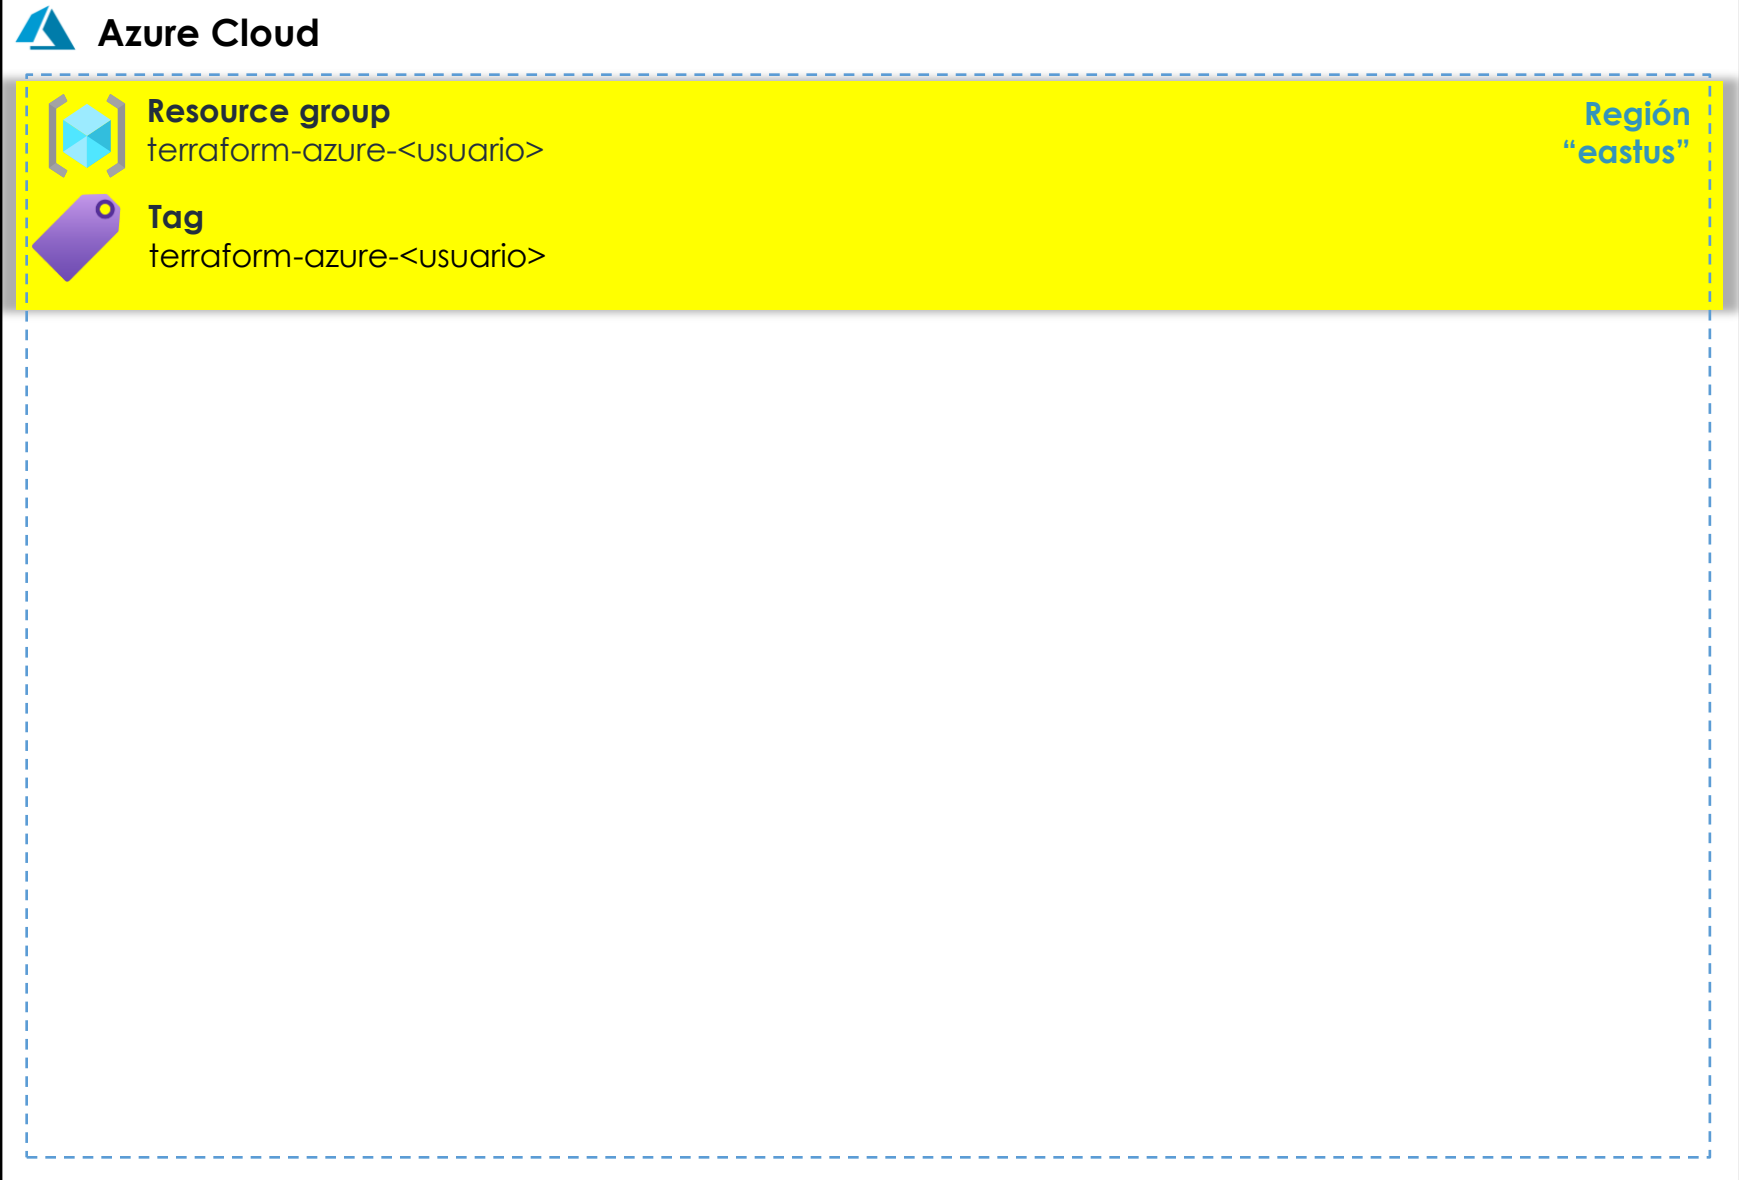 Azure Cloud
Resource group
terraform-azure-<usuario>
Región
“eastus”
Tag
terraform-azure-<usuario>